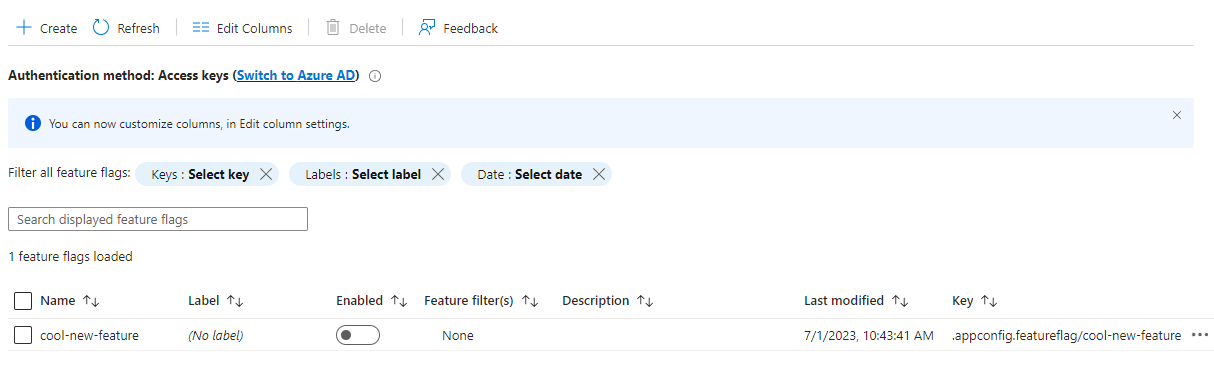 Create Refresh Edit Columns Delete Feedback
Authentication method: Access keys (Switch to Azure AD)
You can now customize columns, in Edit column settings.
Filter all feature flags: Keys : Select key Labels : Select label Date : Select date
Search displayed feature flags
1 feature flags loaded
Name Label Enabled Feature filter(s) Description Last modified Key
cool-new-feature (No label) None 7/1/2023, 10:43:41 AM .appconfig.featureflag/cool-new-feature